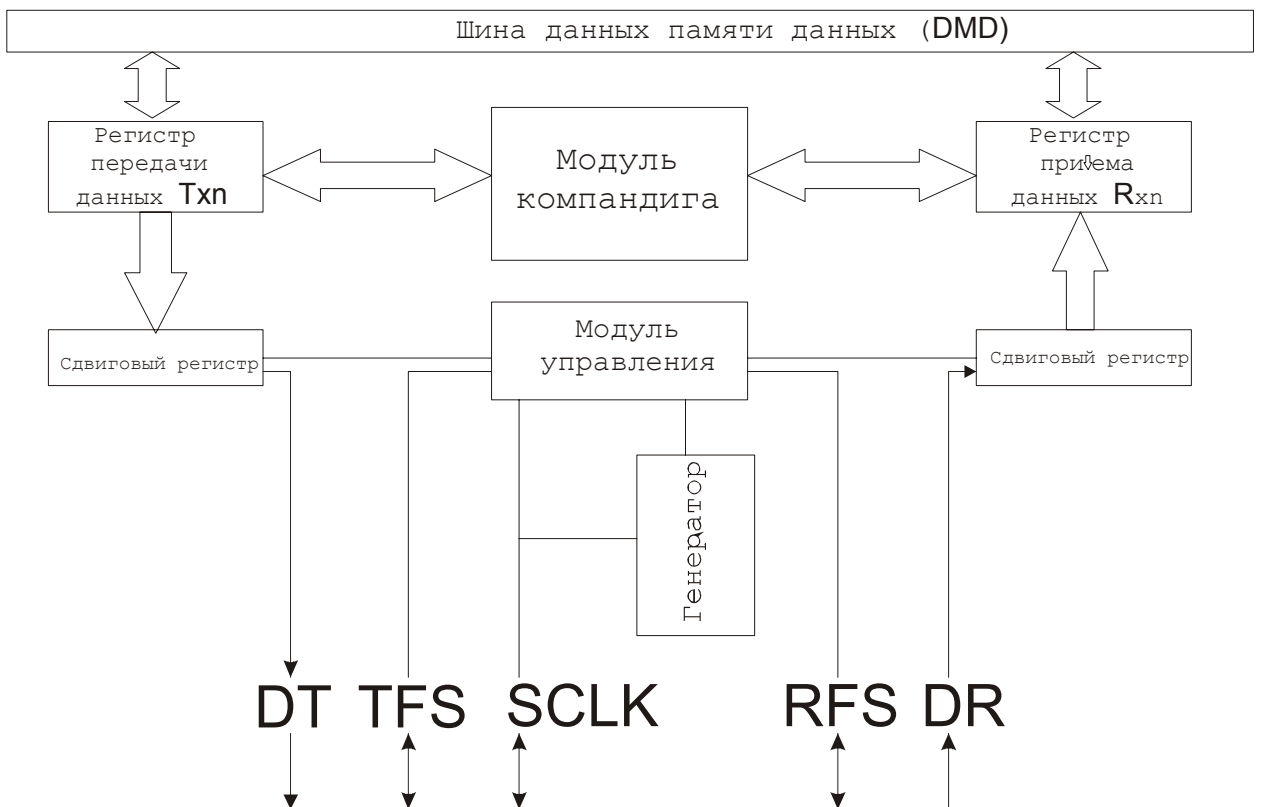 Шина данных памяти данных (DMD)
Регистр
передачи
данных Txn
Модуль
компандига
Регистр
приема
данных Rxn
Сдвиговый регистр
Модуль
управления
Сдвиговый регистр
Генератор
DT TFS SCLK RFS DR